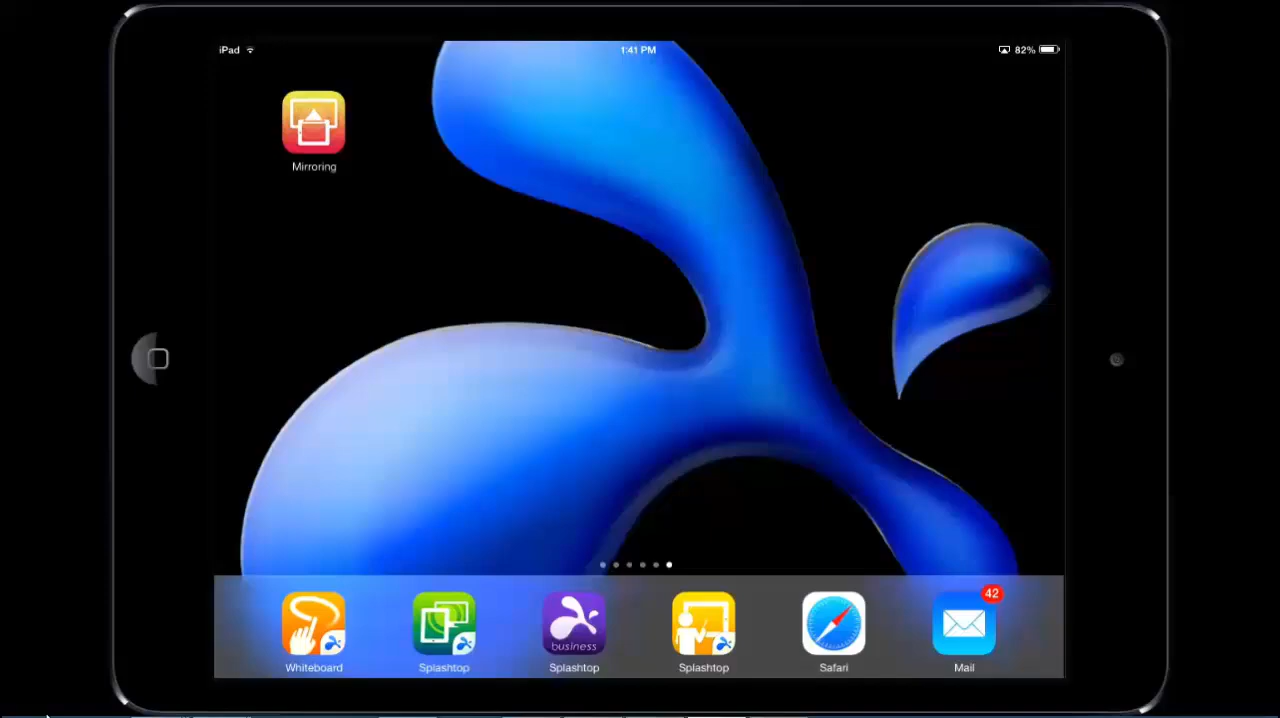 iPad 1:41 PM 82%
Mirroring
42
business
Whiteboard Splashtop Splashtop Splashtop Safari Mail